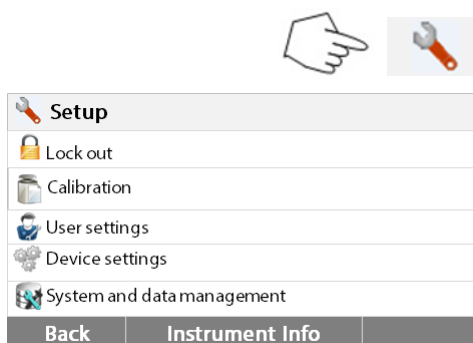 Setup
Lock out
Calibration
User settings
Device settings
System and data management
Back Instrument Info